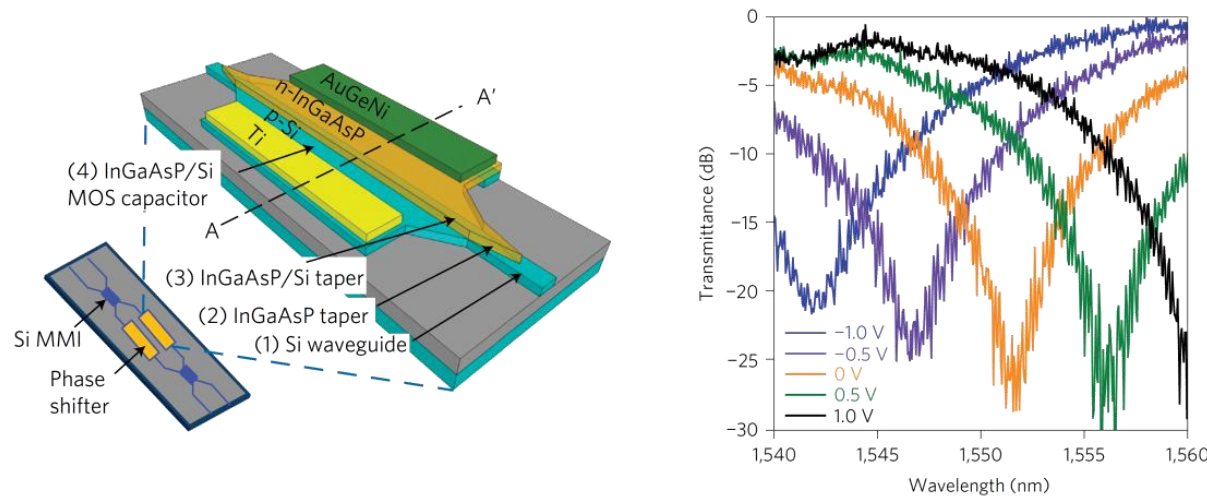 AuGeNi
n-InGaAsP
p-Si
Ti
A'
A
(4) InGaAsP/Si
MOS capacitor
(3) InGaAsP/Si taper
(2) InGaAsP taper
(1) Si waveguide
Si MMI
Phase
shifter
Transmittance (dB)
0
−5
−10
−15
−20
−25
−30
−1.0 V
−0.5 V
0 V
0.5 V
1.0 V
1,540
1,545
1,550
1,555
1,560
Wavelength (nm)